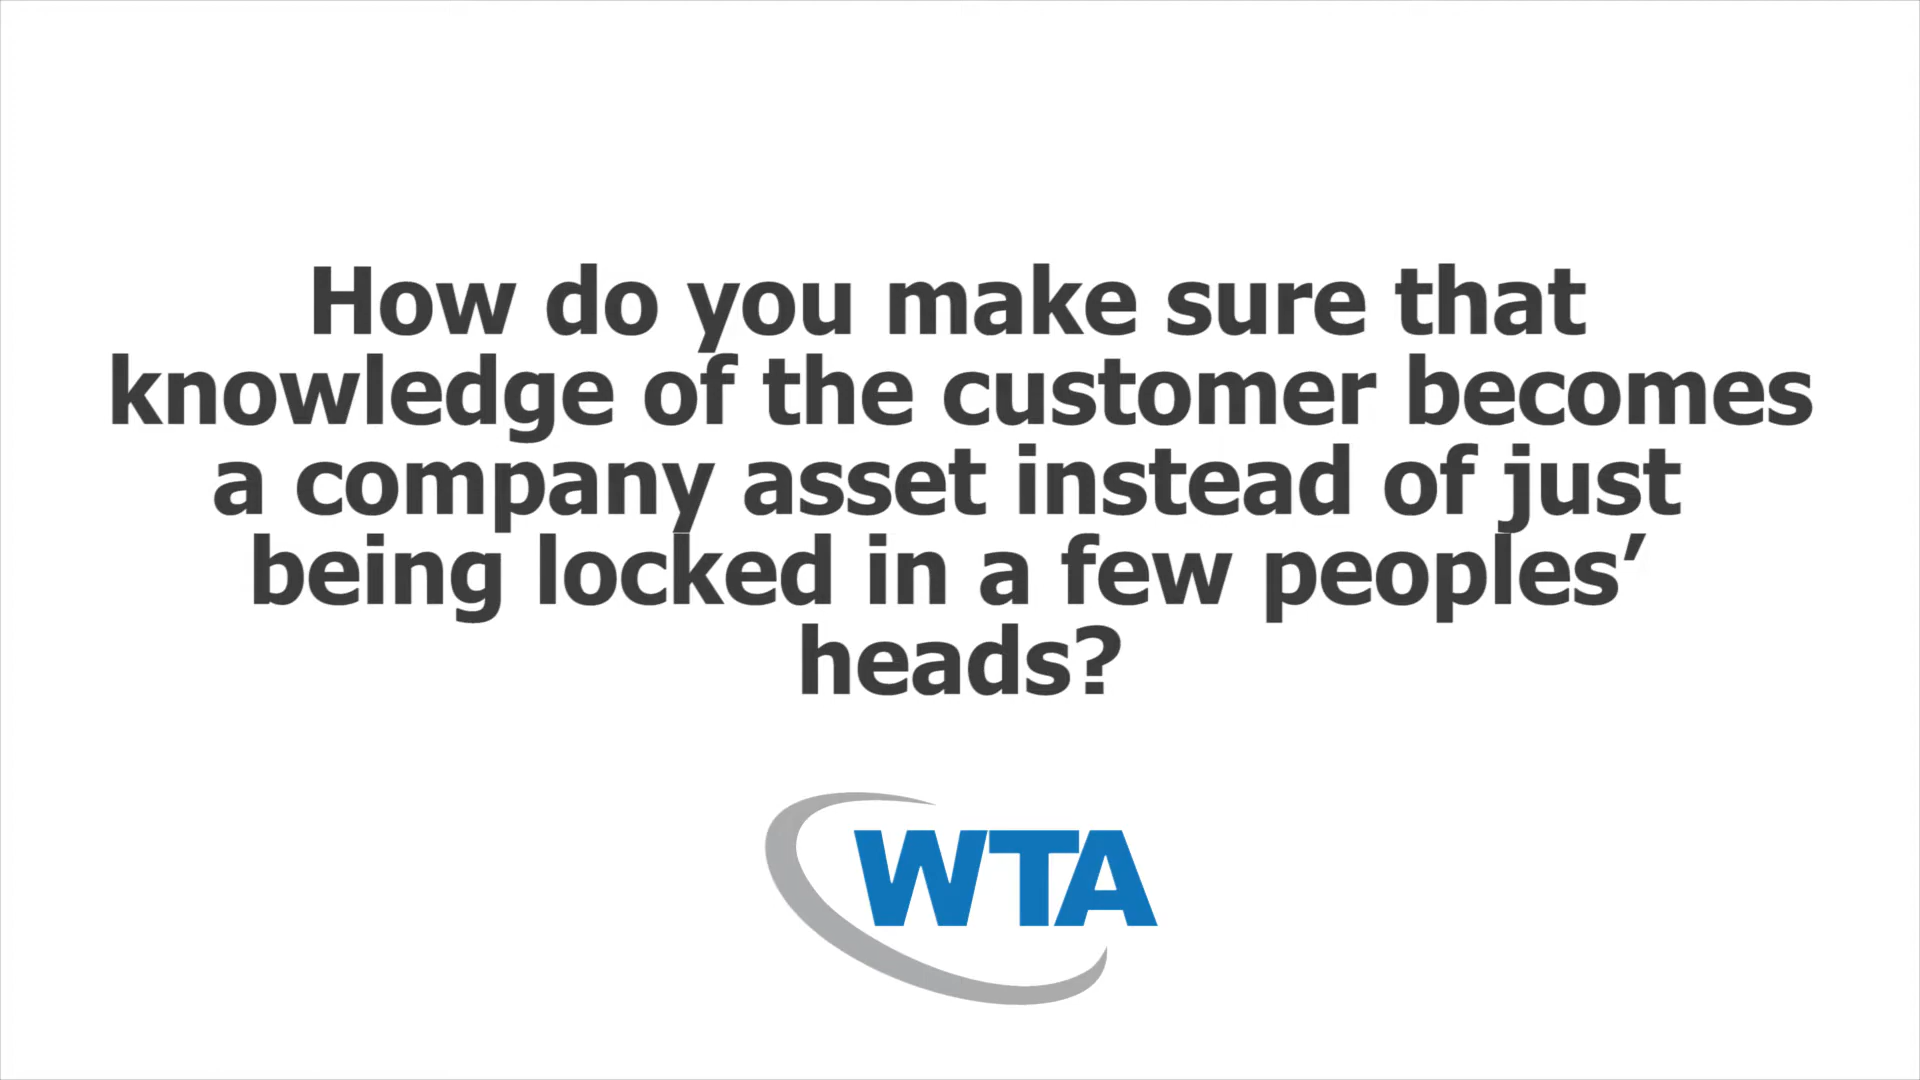 How do you make sure that
knowledge of the customer becomes
a company asset instead of just
being locked in a few peoples’
heads?
WTA